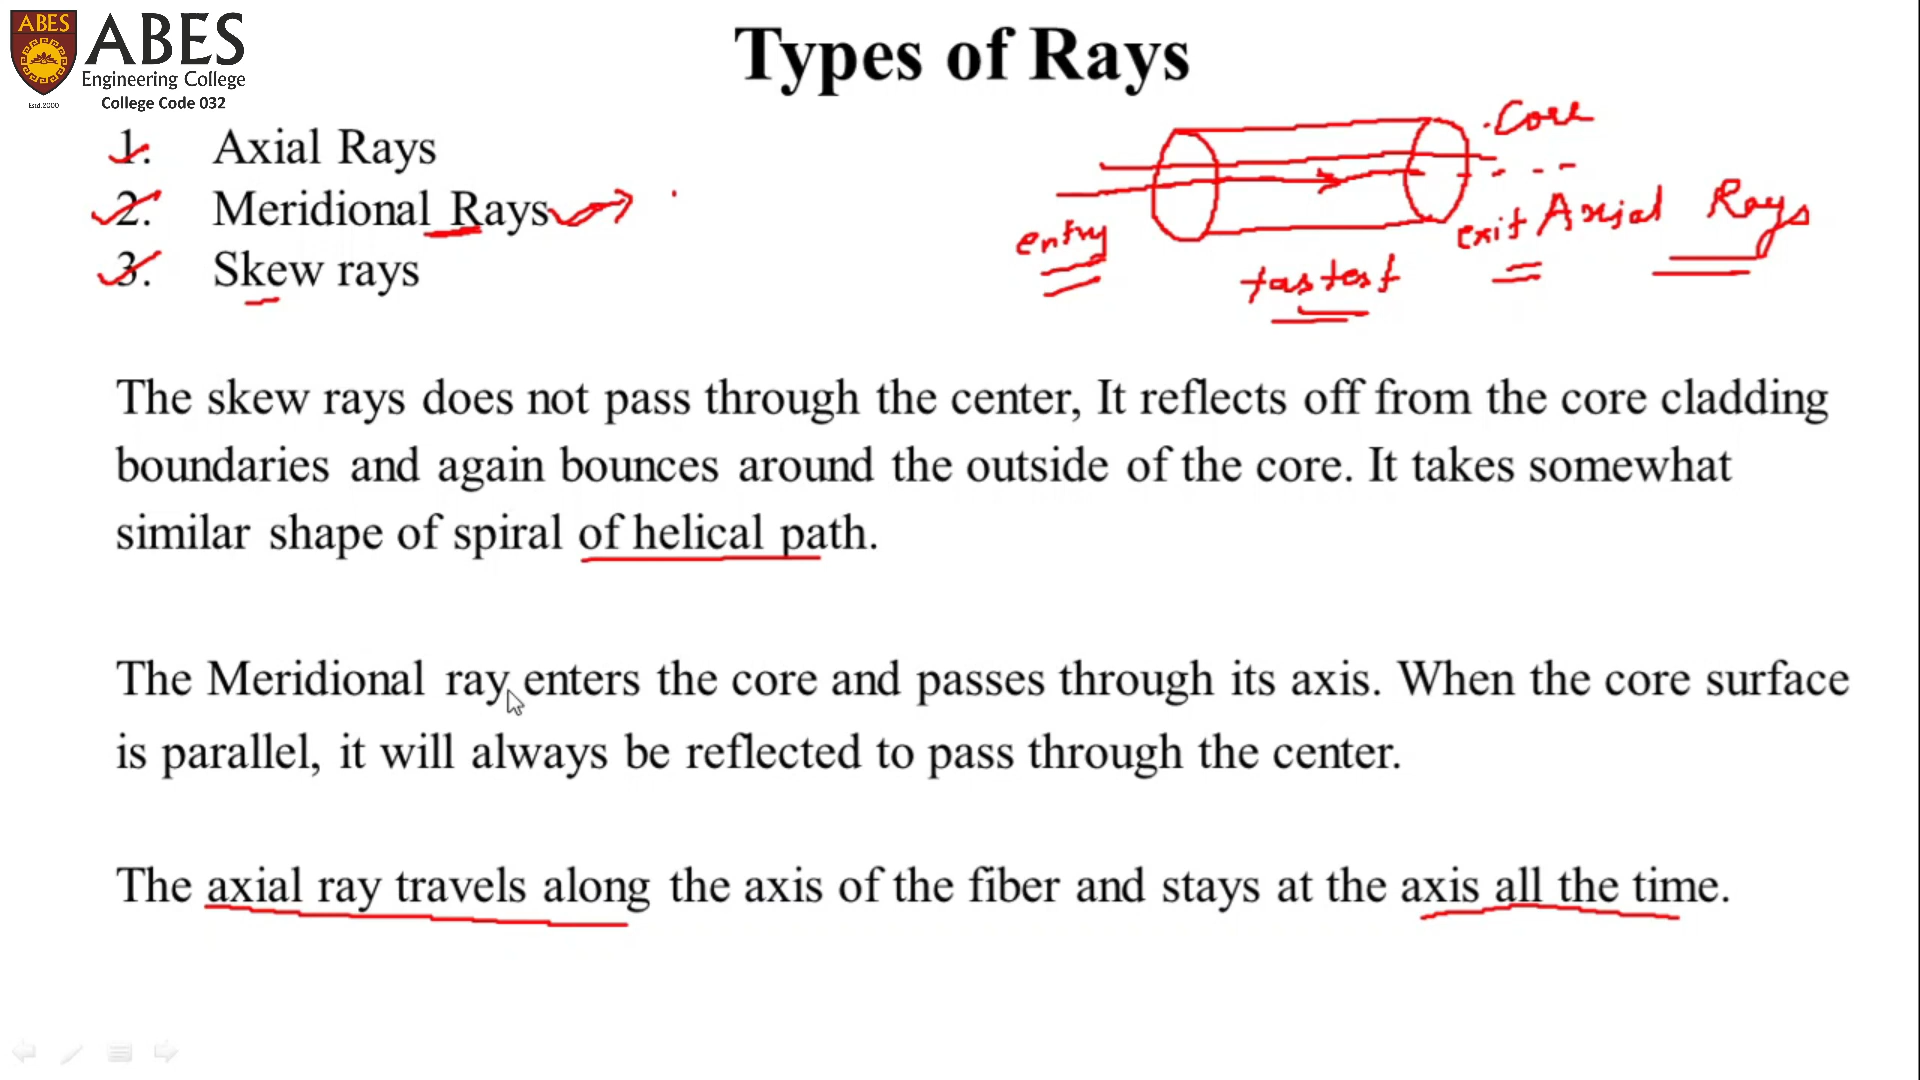 ABES
ABES
Engineering College
Estd.2000
College Code 032
Types of Rays
1. Axial Rays
2. Meridional Rays
3. Skew rays
Core
entry
exit Axial Rays
fastest
The skew rays does not pass through the center, It reflects off from the core cladding
boundaries and again bounces around the outside of the core. It takes somewhat
similar shape of spiral of helical path.
The Meridional ray enters the core and passes through its axis. When the core surface
is parallel, it will always be reflected to pass through the center.
The axial ray travels along the axis of the fiber and stays at the axis all the time.